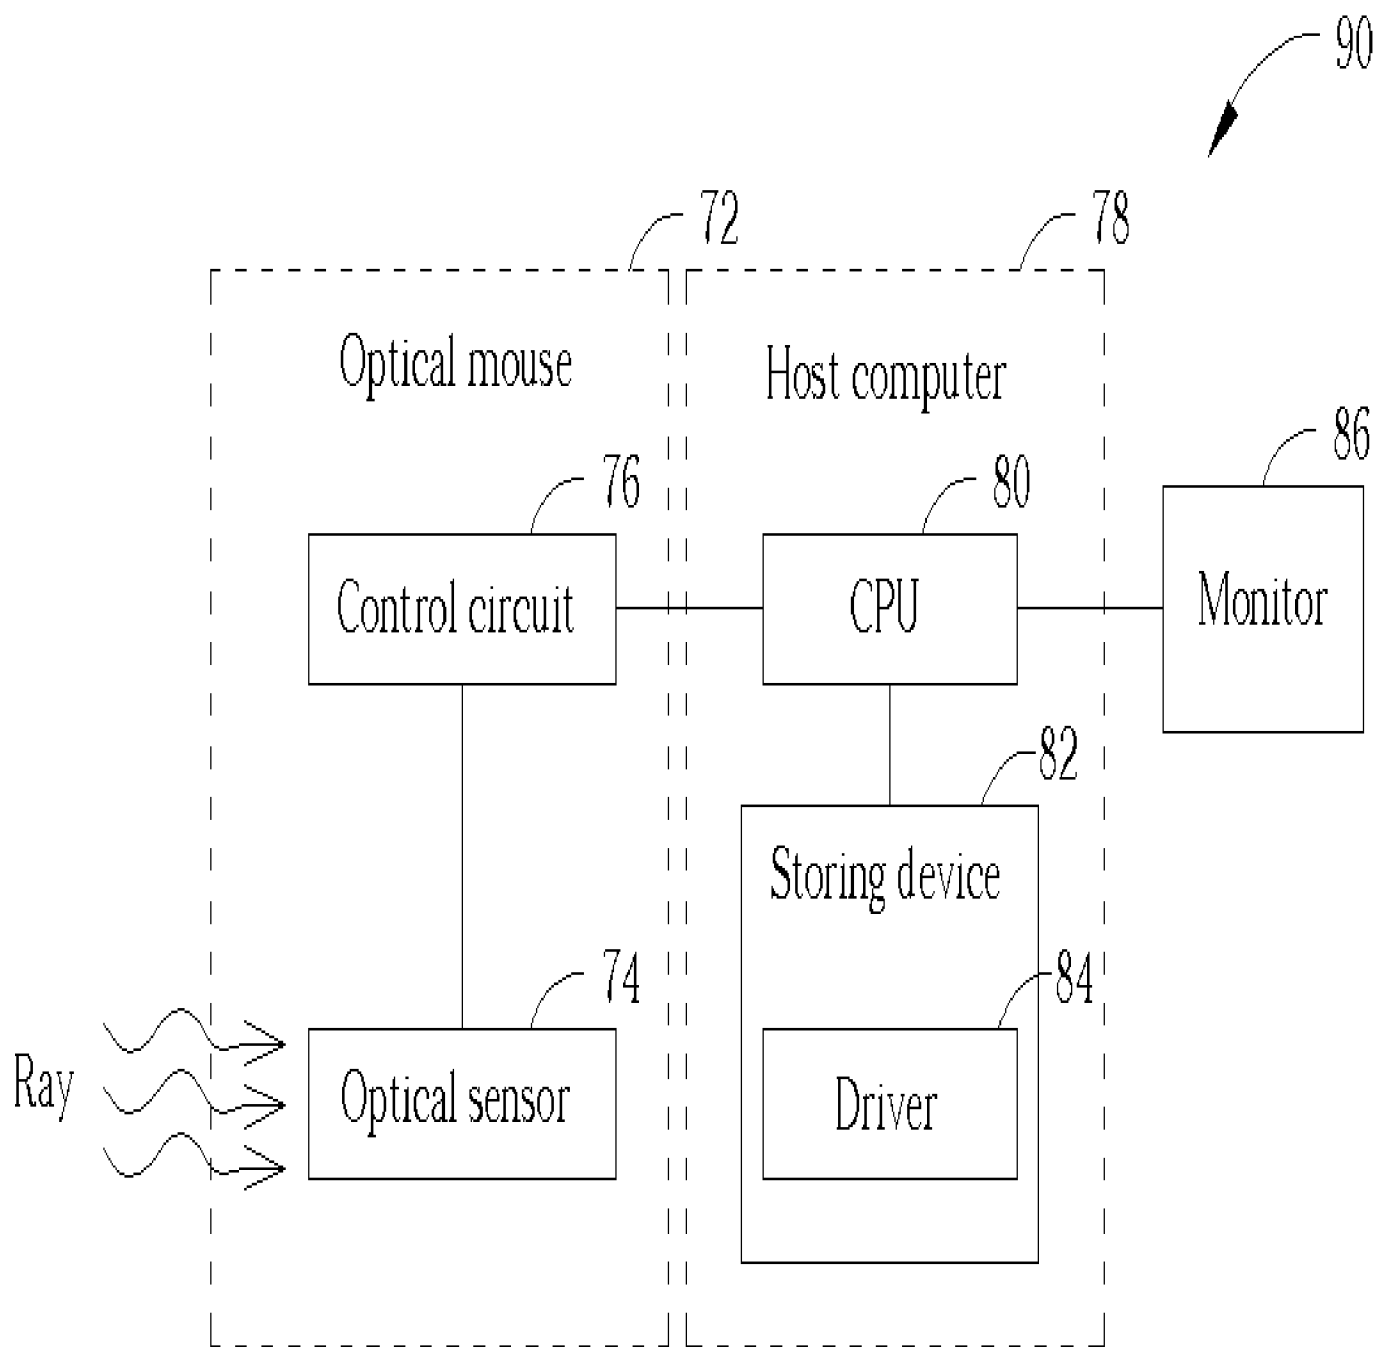 90
72
78
Optical mouse
Host computer
86
76
80
Control circuit
CPU
Monitor
82
Storing device
74
84
Ray
Optical sensor
Driver